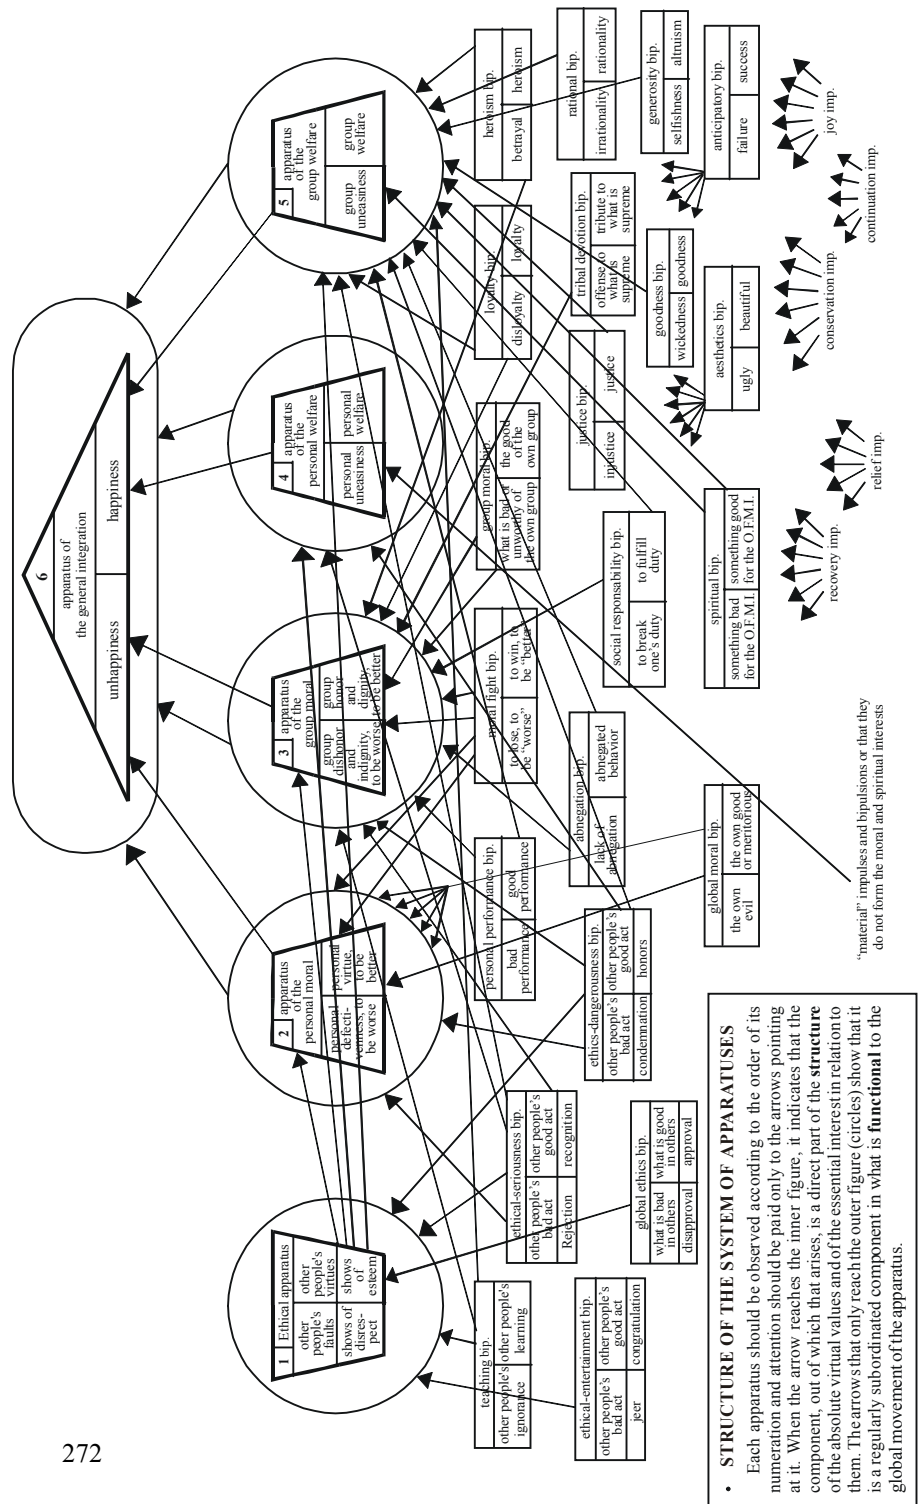 272
6
apparatus of
the general integration
unhappiness
happiness
1
Ethical apparatus
other
people's
faults
other
people's
virtues
shows of
disres-
pect
shows
of
esteem
2
apparatus
of the
personal moral
personal
defecti-
veness, to
be worse
personal
virtue,
to be
better
3
apparatus
of the
group moral
group
dishonor
and
indignity,
to be worse
group
honor
and
dignity,
to be better
4
apparatus
of the
personal welfare
personal
uneasiness
personal
welfare
5
apparatus
of the
group welfare
group
uneasiness
group
welfare
teaching bip.
other people's
ignorance
other people's
learning
ethical-entertainment bip.
other people's
bad act
other people's
good act
jeer
congratulation
ethical-seriousness bip.
other people's
bad act
other people's
good act
Rejection
recognition
global ethics bip.
what is bad
in others
what is good
in others
disapproval
approval
personal performance bip.
bad
performance
good
performance
ethics-dangerousness bip.
other people's
bad act
other people's
good act
condemnation
honors
global moral bip.
the own
evil
the own good
or meritorious
moral fight bip.
to lose, to
be "worse"
to win, to
be "better"
abnegation bip.
lack of
abnegation
abnegated
behavior
social responsability bip.
to break
one's duty
to fulfill
duty
spiritual bip.
something bad
for the O.F.M.I.
something good
for the O.F.M.I.
group moral bip.
what is bad or
unworthy of
the own group
the good
of the
own group
justice bip.
injustice
justice
loyalty bip.
disloyalty
loyalty
tribal devotion bip.
offense to
what is
supreme
tribute to
what is
supreme
goodness bip.
wickedness
goodness
aesthetics bip.
ugly
beautiful
heroism bip.
betrayal
heroism
rational bip.
irrationality
rationality
generosity bip.
selfishness
altruism
anticipatory bip.
failure
success
recovery imp.
relief imp.
conservation imp.
continuation imp.
joy imp.
"material" impulses and bipulsions or that they
do not form the moral and spiritual interests
• STRUCTURE OF THE SYSTEM OF APPARATUSES
Each apparatus should be observed according to the order of its
numeration and attention should be paid only to the arrows pointing
at it. When the arrow reaches the inner figure, it indicates that the
component, out of which that arises, is a direct part of the structure
of the absolute virtual values and of the essential interest in relation to
them. The arrows that only reach the outer figure (circles) show that it
is a regularly subordinated component in what is functional to the
global movement of the apparatus.